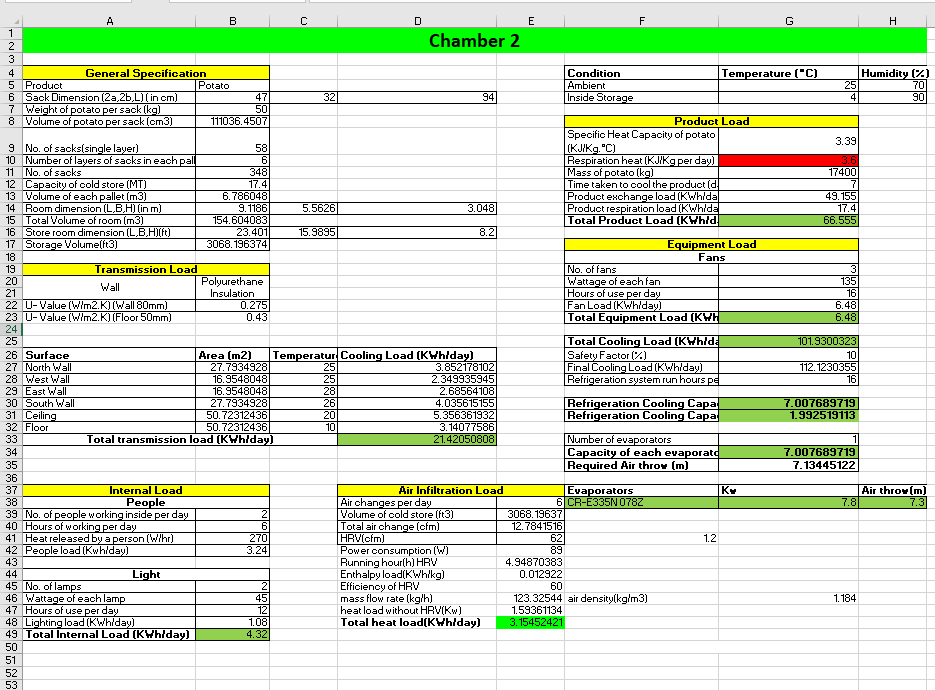 A B C D E F G H
1 Chamber 2
2
3
4 General Specification Condition Temperature (°C) Humidity (%)
5 Product Potato Ambient 25 70
6 Sack Dimension (2a,2b,L) ( in cm) 47 32 94 Inside Storage 4 90
7 Weight of potato per sack (kg) 50
8 Volume of potato per sack (cm3) 111036.4507 Product Load
9 No. of sacks(single layer) 58 Specific Heat Capacity of potato (KJ/Kg.°C) 3.39
10 Number of layers of sacks in each pall 6 Respiration heat (KJ/Kg per day) 3.6
11 No. of sacks 348 Mass of potato (kg) 17400
12 Capacity of cold store (MT) 17.4 Time taken to cool the product (d 7
13 Volume of each pallet (m3) 6.786048 Product exchange load (KWh/da 49.155
14 Room dimension (L,B,H) (in m) 9.1186 5.5626 3.048 Product respiration load (KWh/da 17.4
15 Total Volume of room (m3) 154.604083 Total Product Load (KWh/d 66.555
16 Store room dimension (L,B,H)(ft) 23.401 15.9895 8.2
17 Storage Volume(ft3) 3068.196374 Equipment Load
18 Fans
19 Transmission Load No. of fans 3
20 Wall Polyurethane Insulation Wattage of each fan 135
21 Hours of use per day 16
22 U- Value (W/m2.K) (Wall 80mm) 0.275 Fan Load (KWh/day) 6.48
23 U- Value (W/m2.K) (Floor 50mm) 0.43 Total Equipment Load (KWH 6.48
24
25 Total Cooling Load (KWh/da 101.9300323
26 Surface Area (m2) Temperatur Cooling Load (KWh/day) Safety Factor (%) 10
27 North Wall 27.7934928 25 3.852178102 Final Cooling Load (KWh/day) 112.1230355
28 West Wall 16.9548048 25 2.349935945 Refrigeration system run hours pe 16
29 East Wall 16.9548048 28 2.68564108
30 South Wall 27.7934928 26 4.035615155 Refrigeration Cooling Capa 7.007689719
31 Ceiling 50.72312436 20 5.356361932 Refrigeration Cooling Capa 1.992519113
32 Floor 50.72312436 10 3.14077586
33 Total transmission load (KWh/day) 21.42050808 Number of evaporators 1
34 Capacity of each evaporato 7.007689719
35 Required Air throw (m) 7.13445122
36
37 Internal Load Air Infiltration Load Evaporators Kw Air throw(m)
38 People Air changes per day 6 CR-E335N 078Z 7.8 7.3
39 No. of people working inside per day 2 Volume of cold store (ft3) 3068.19637
40 Hours of working per day 6 Total air change (cfm) 12.7841516
41 Heat released by a person (W/hr) 270 HRV(cfm) 62 1.2
42 People load (Kwh/day) 3.24 Power consumption (W) 89
43 Running hour(h) HRV 4.94870383
44 Light Enthalpy load(KWh/kg) 0.012922
45 No. of lamps 2 Efficiency of HRV 60
46 Wattage of each lamp 45 mass flow rate (kg/h) 123.32544 air density(kg/m3) 1.184
47 Hours of use per day 12 heat load without HRV(Kw) 1.59361134
48 Lighting load (KWh/day) 1.08 Total heat load(KWh/day) 3.15452421
49 Total Internal Load (KWh/day) 4.32
50
51
52
53